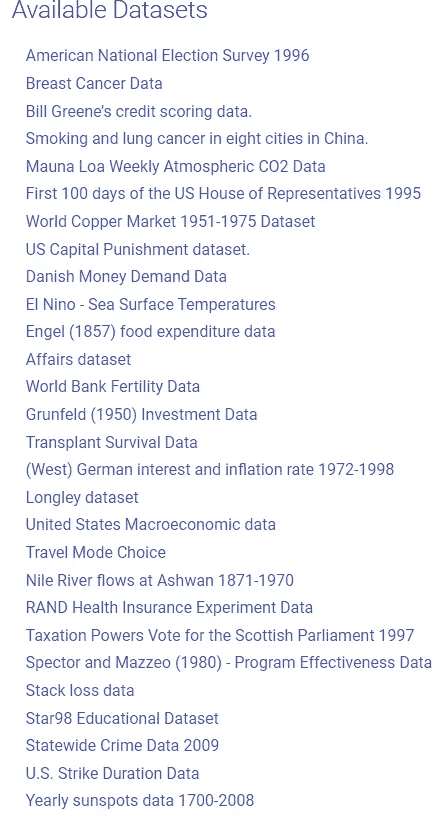 Available Datasets
American National Election Survey 1996
Breast Cancer Data
Bill Greene’s credit scoring data.
Smoking and lung cancer in eight cities in China.
Mauna Loa Weekly Atmospheric CO2 Data
First 100 days of the US House of Representatives 1995
World Copper Market 1951-1975 Dataset
US Capital Punishment dataset.
Danish Money Demand Data
El Nino - Sea Surface Temperatures
Engel (1857) food expenditure data
Affairs dataset
World Bank Fertility Data
Grunfeld (1950) Investment Data
Transplant Survival Data
(West) German interest and inflation rate 1972-1998
Longley dataset
United States Macroeconomic data
Travel Mode Choice
Nile River flows at Ashwan 1871-1970
RAND Health Insurance Experiment Data
Taxation Powers Vote for the Scottish Parliament 1997
Spector and Mazzeo (1980) - Program Effectiveness Data
Stack loss data
Star98 Educational Dataset
Statewide Crime Data 2009
U.S. Strike Duration Data
Yearly sunspots data 1700-2008